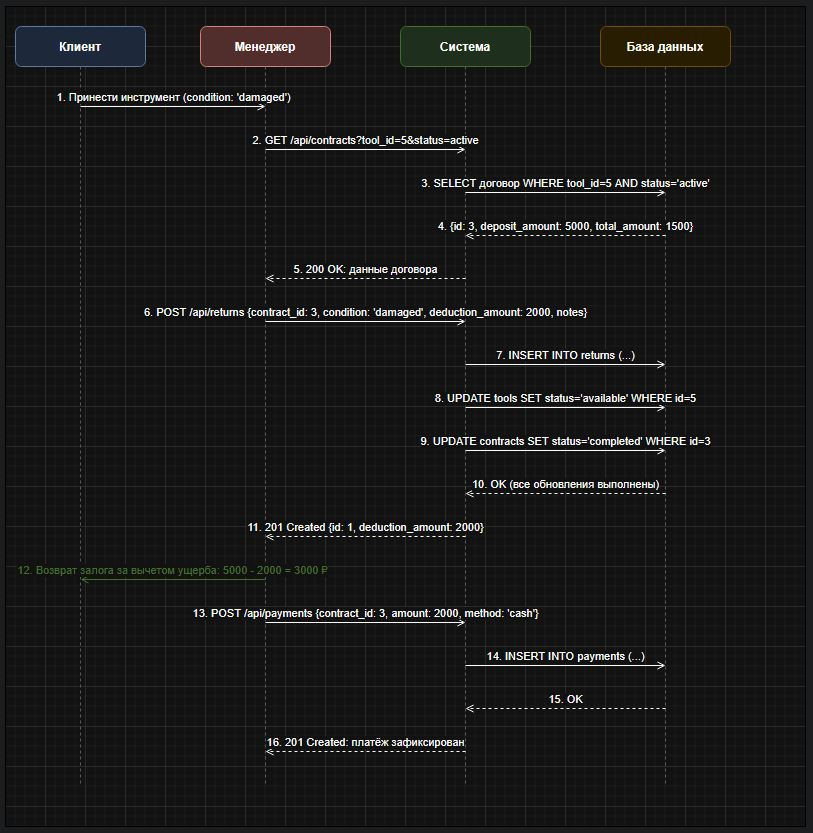 Клиент
Менеджер
Система
База данных
1. Принести инструмент (condition: 'damaged')
2. GET /api/contracts?tool_id=5&status=active
3. SELECT договор WHERE tool_id=5 AND status='active'
4. {id: 3, deposit_amount: 5000, total_amount: 1500}
5. 200 OK: данные договора
6. POST /api/returns {contract_id: 3, condition: 'damaged', deduction_amount: 2000, notes}
7. INSERT INTO returns (...)
8. UPDATE tools SET status='available' WHERE id=5
9. UPDATE contracts SET status='completed' WHERE id=3
10. OK (все обновления выполнены)
11. 201 Created {id: 1, deduction_amount: 2000}
12. Возврат залога за вычетом ущерба: 5000 - 2000 = 3000 ₽
13. POST /api/payments {contract_id: 3, amount: 2000, method: 'cash'}
14. INSERT INTO payments (...)
15. OK
16. 201 Created: платёж зафиксирован